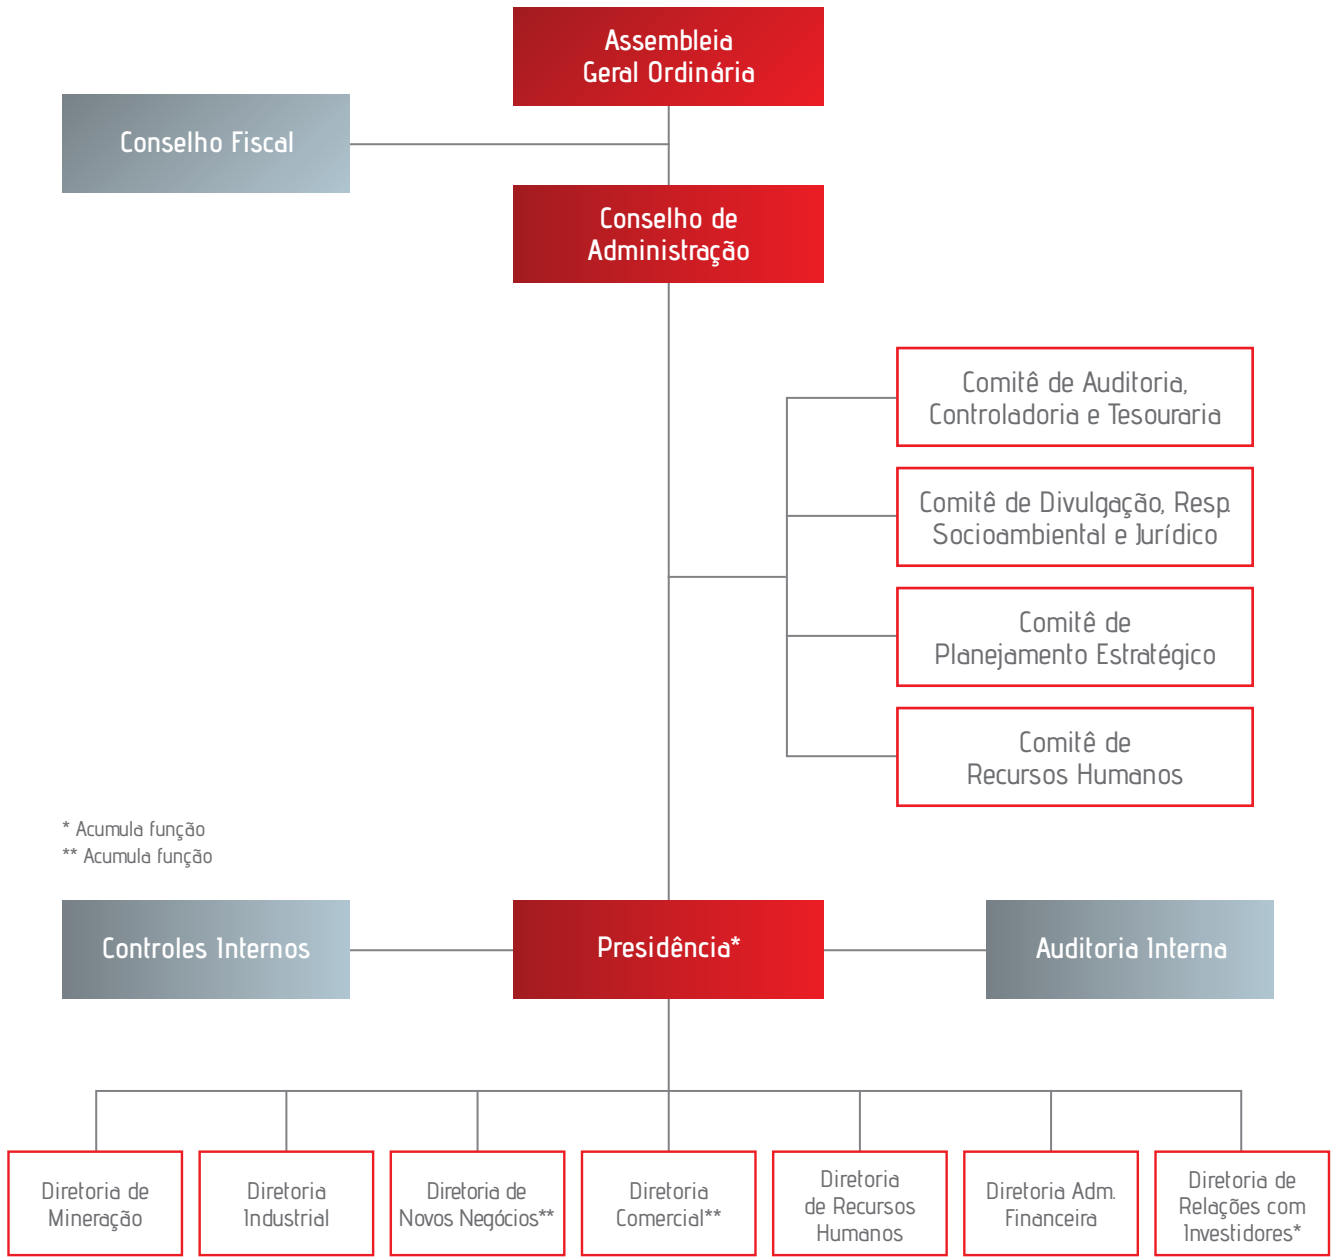 Assembleia
Geral Ordinária
Conselho Fiscal
Conselho de
Administração
Comitê de Auditoria,
Controladoria e Tesouraria
Comitê de Divulgação, Resp.
Socioambiental e Jurídico
Comitê de
Planejamento Estratégico
Comitê de
Recursos Humanos
* Acumula função
** Acumula função
Controles Internos
Presidência*
Auditoria Interna
Diretoria de
Mineração
Diretoria
Industrial
Diretoria de
Novos Negócios**
Diretoria
Comercial**
Diretoria
de Recursos
Humanos
Diretoria Adm.
Financeira
Diretoria de
Relações com
Investidores*